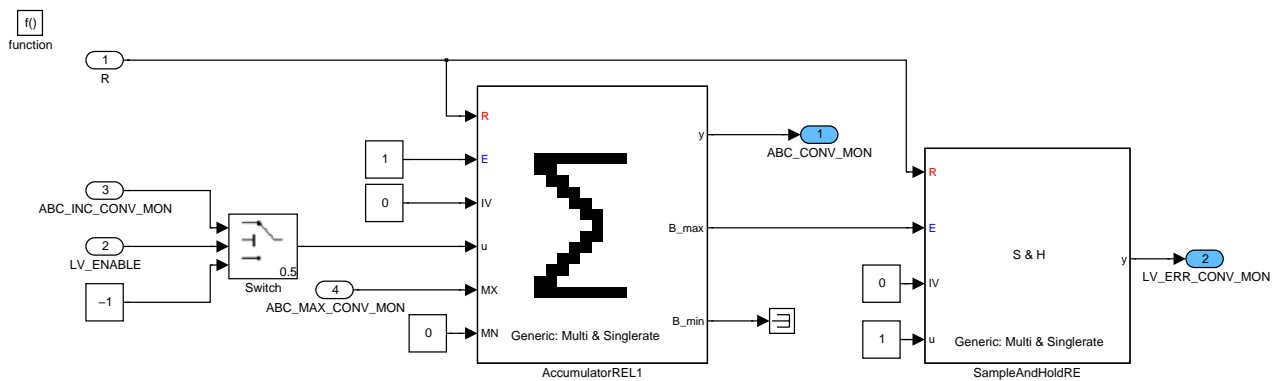 f()
function
1
R
R
1
E
y
1
ABC_CONV_MON
3
ABC_INC_CONV_MON
0
IV
R
B_max
E
2
LV_ENABLE
u
S & H
y
2
LV_ERR_CONV_MON
0.5
Switch
−1
4
ABC_MAX_CONV_MON
MX
0
IV
0
MN
B_min
Generic: Multi & Singlerate
1
u
Generic: Multi & Singlerate
AccumulatorREL1
SampleAndHoldRE